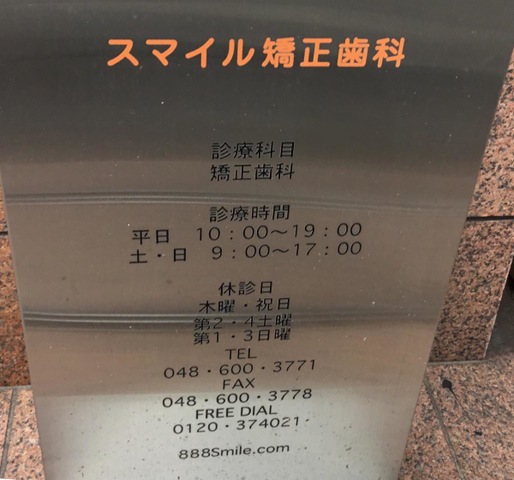 スマイル矯正歯科
診療科目
矯正歯科
診療時間
平日 10:00〜19:00
土・日 9:00〜17:00
休診日
木曜・祝日
第2・4土曜
第1・3日曜
TEL
048・600・3771
FAX
048・600・3778
FREE DIAL
0120・374021
888Smile.com